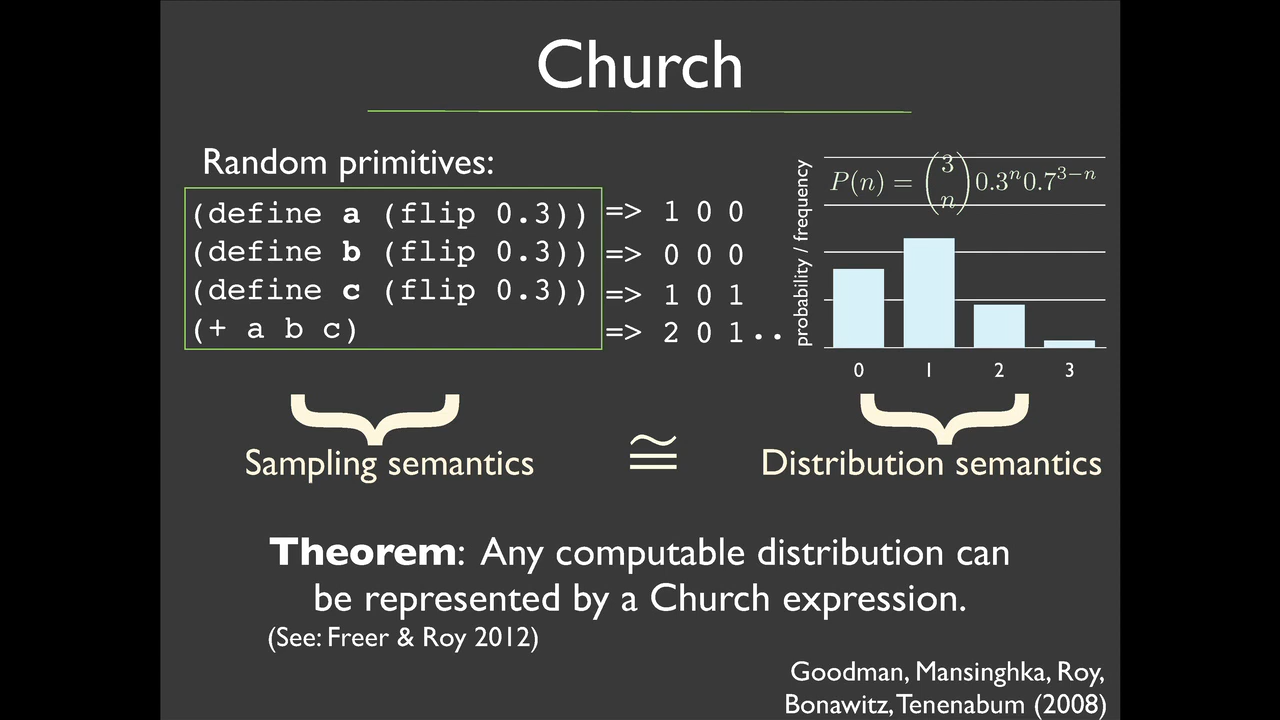 Church
Random primitives:
(define a (flip 0.3)) => 1 0 0
(define b (flip 0.3)) => 0 0 0
(define c (flip 0.3)) => 1 0 1
(+ a b c) => 2 0 1..
probability / frequency
P(n) = (3 n) 0.3^n 0.7^{3−n}
0 1 2 3
Sampling semantics ≅ Distribution semantics
Theorem: Any computable distribution can
be represented by a Church expression.
(See: Freer & Roy 2012)
Goodman, Mansinghka, Roy,
Bonawitz, Tenenabum (2008)